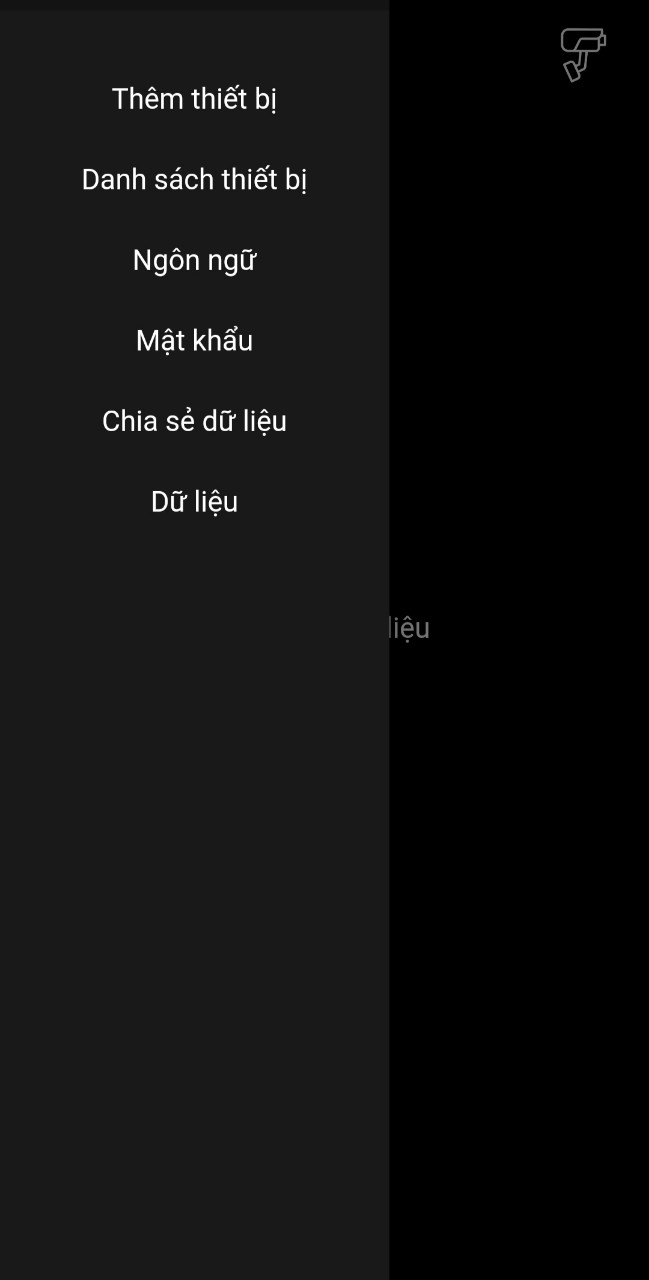 Thêm thiết bị
Danh sách thiết bị
Ngôn ngữ
Mật khẩu
Chia sẻ dữ liệu
Dữ liệu
liệu